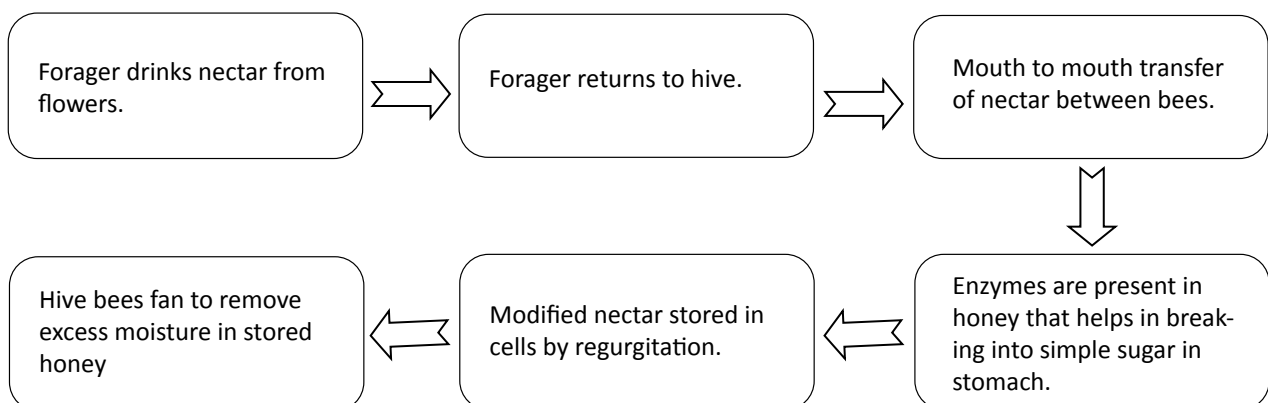 Forager drinks nectar from
flowers.
Forager returns to hive.
Mouth to mouth transfer
of nectar between bees.
Enzymes are present in
honey that helps in break-
ing into simple sugar in
stomach.
Modified nectar stored in
cells by regurgitation.
Hive bees fan to remove
excess moisture in stored
honey